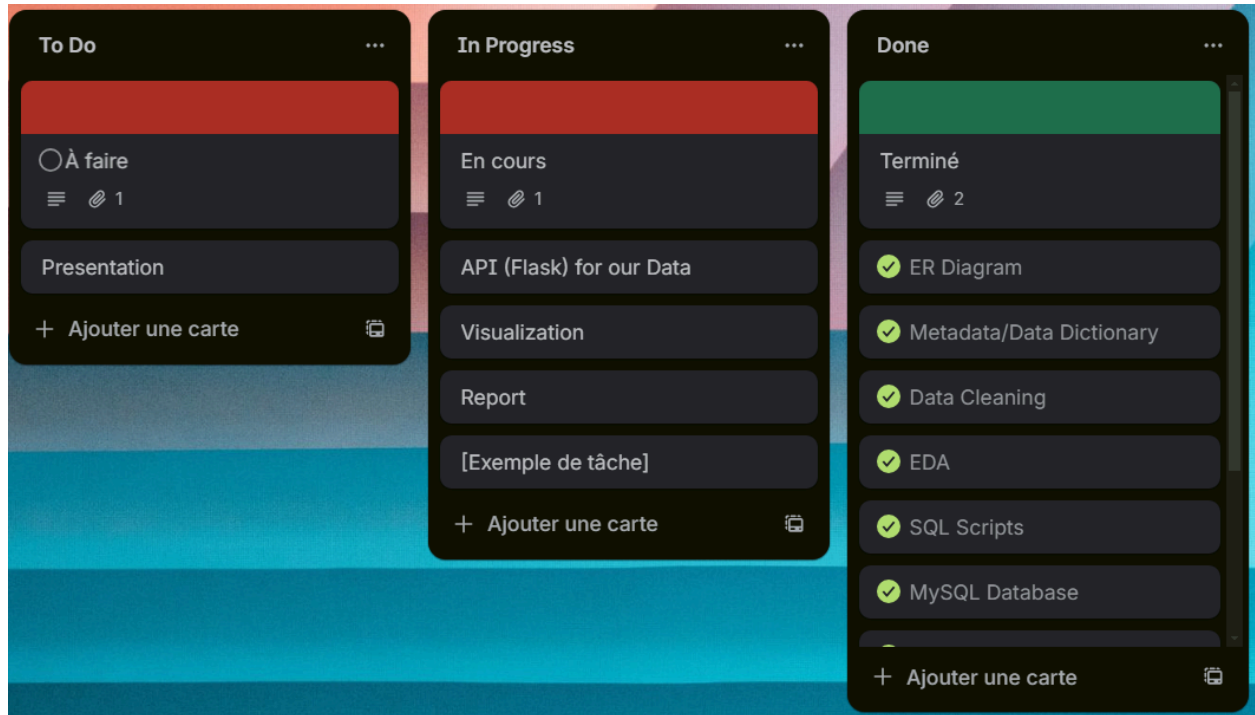 To Do
À faire
1
Presentation
Ajouter une carte
In Progress
En cours
1
API (Flask) for our Data
Visualization
Report
[Exemple de tâche]
Ajouter une carte
Done
Terminé
2
ER Diagram
Metadata/Data Dictionary
Data Cleaning
EDA
SQL Scripts
MySQL Database
Ajouter une carte